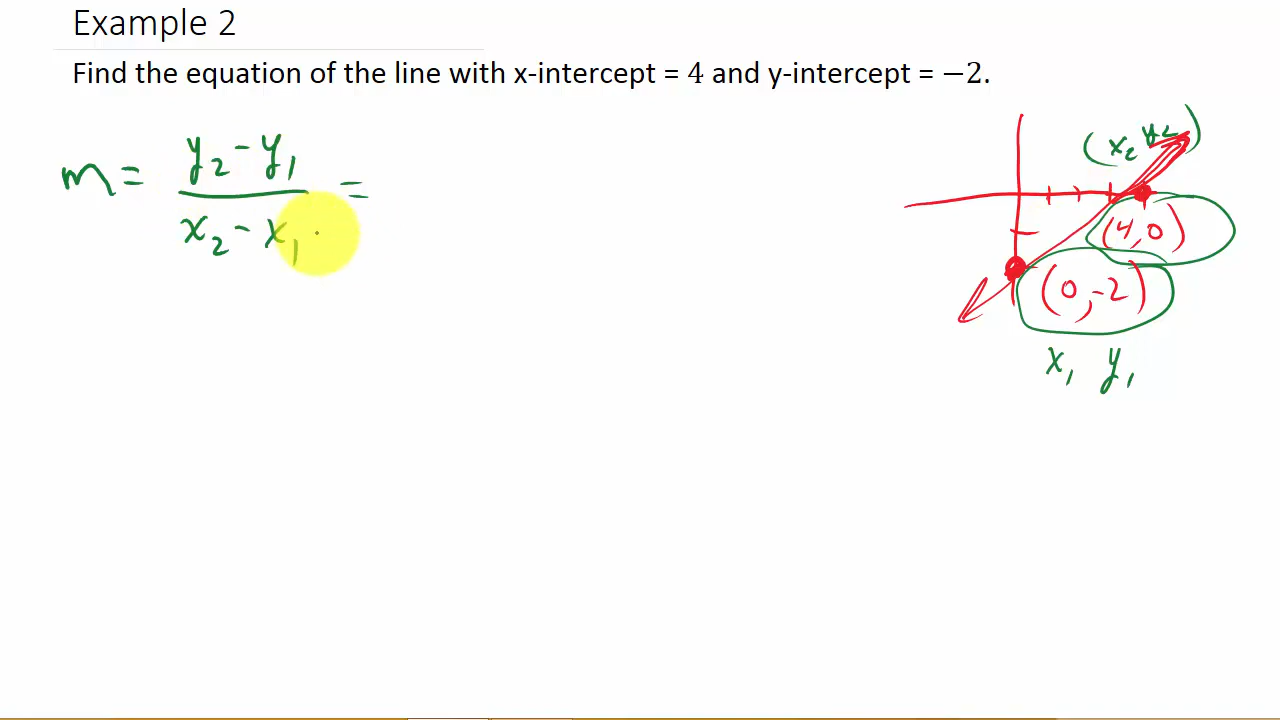 Example 2
Find the equation of the line with x-intercept = 4 and y-intercept = −2.
m = y₂ - y₁ / x₂ - x₁ =
(x₂ y₂)
(4,0)
(0,-2)
x₁ y₁